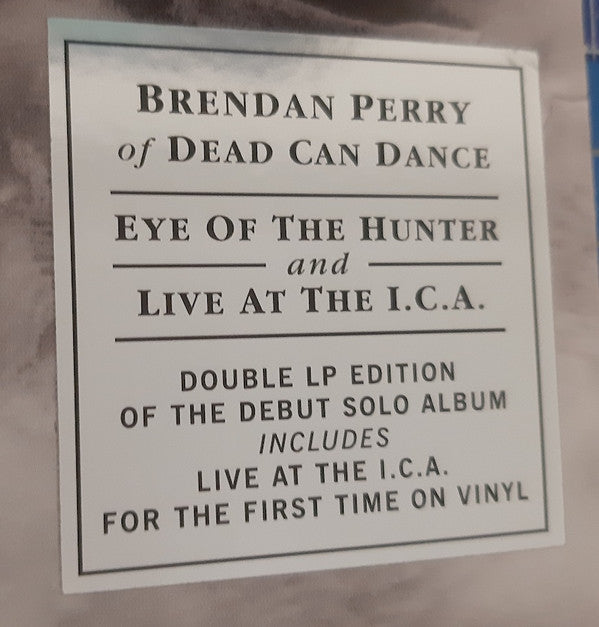 BRENDAN PERRY
of DEAD CAN DANCE
EYE OF THE HUNTER
and
LIVE AT THE I.C.A.
DOUBLE LP EDITION
OF THE DEBUT SOLO ALBUM
INCLUDES
LIVE AT THE I.C.A.
FOR THE FIRST TIME ON VINYL